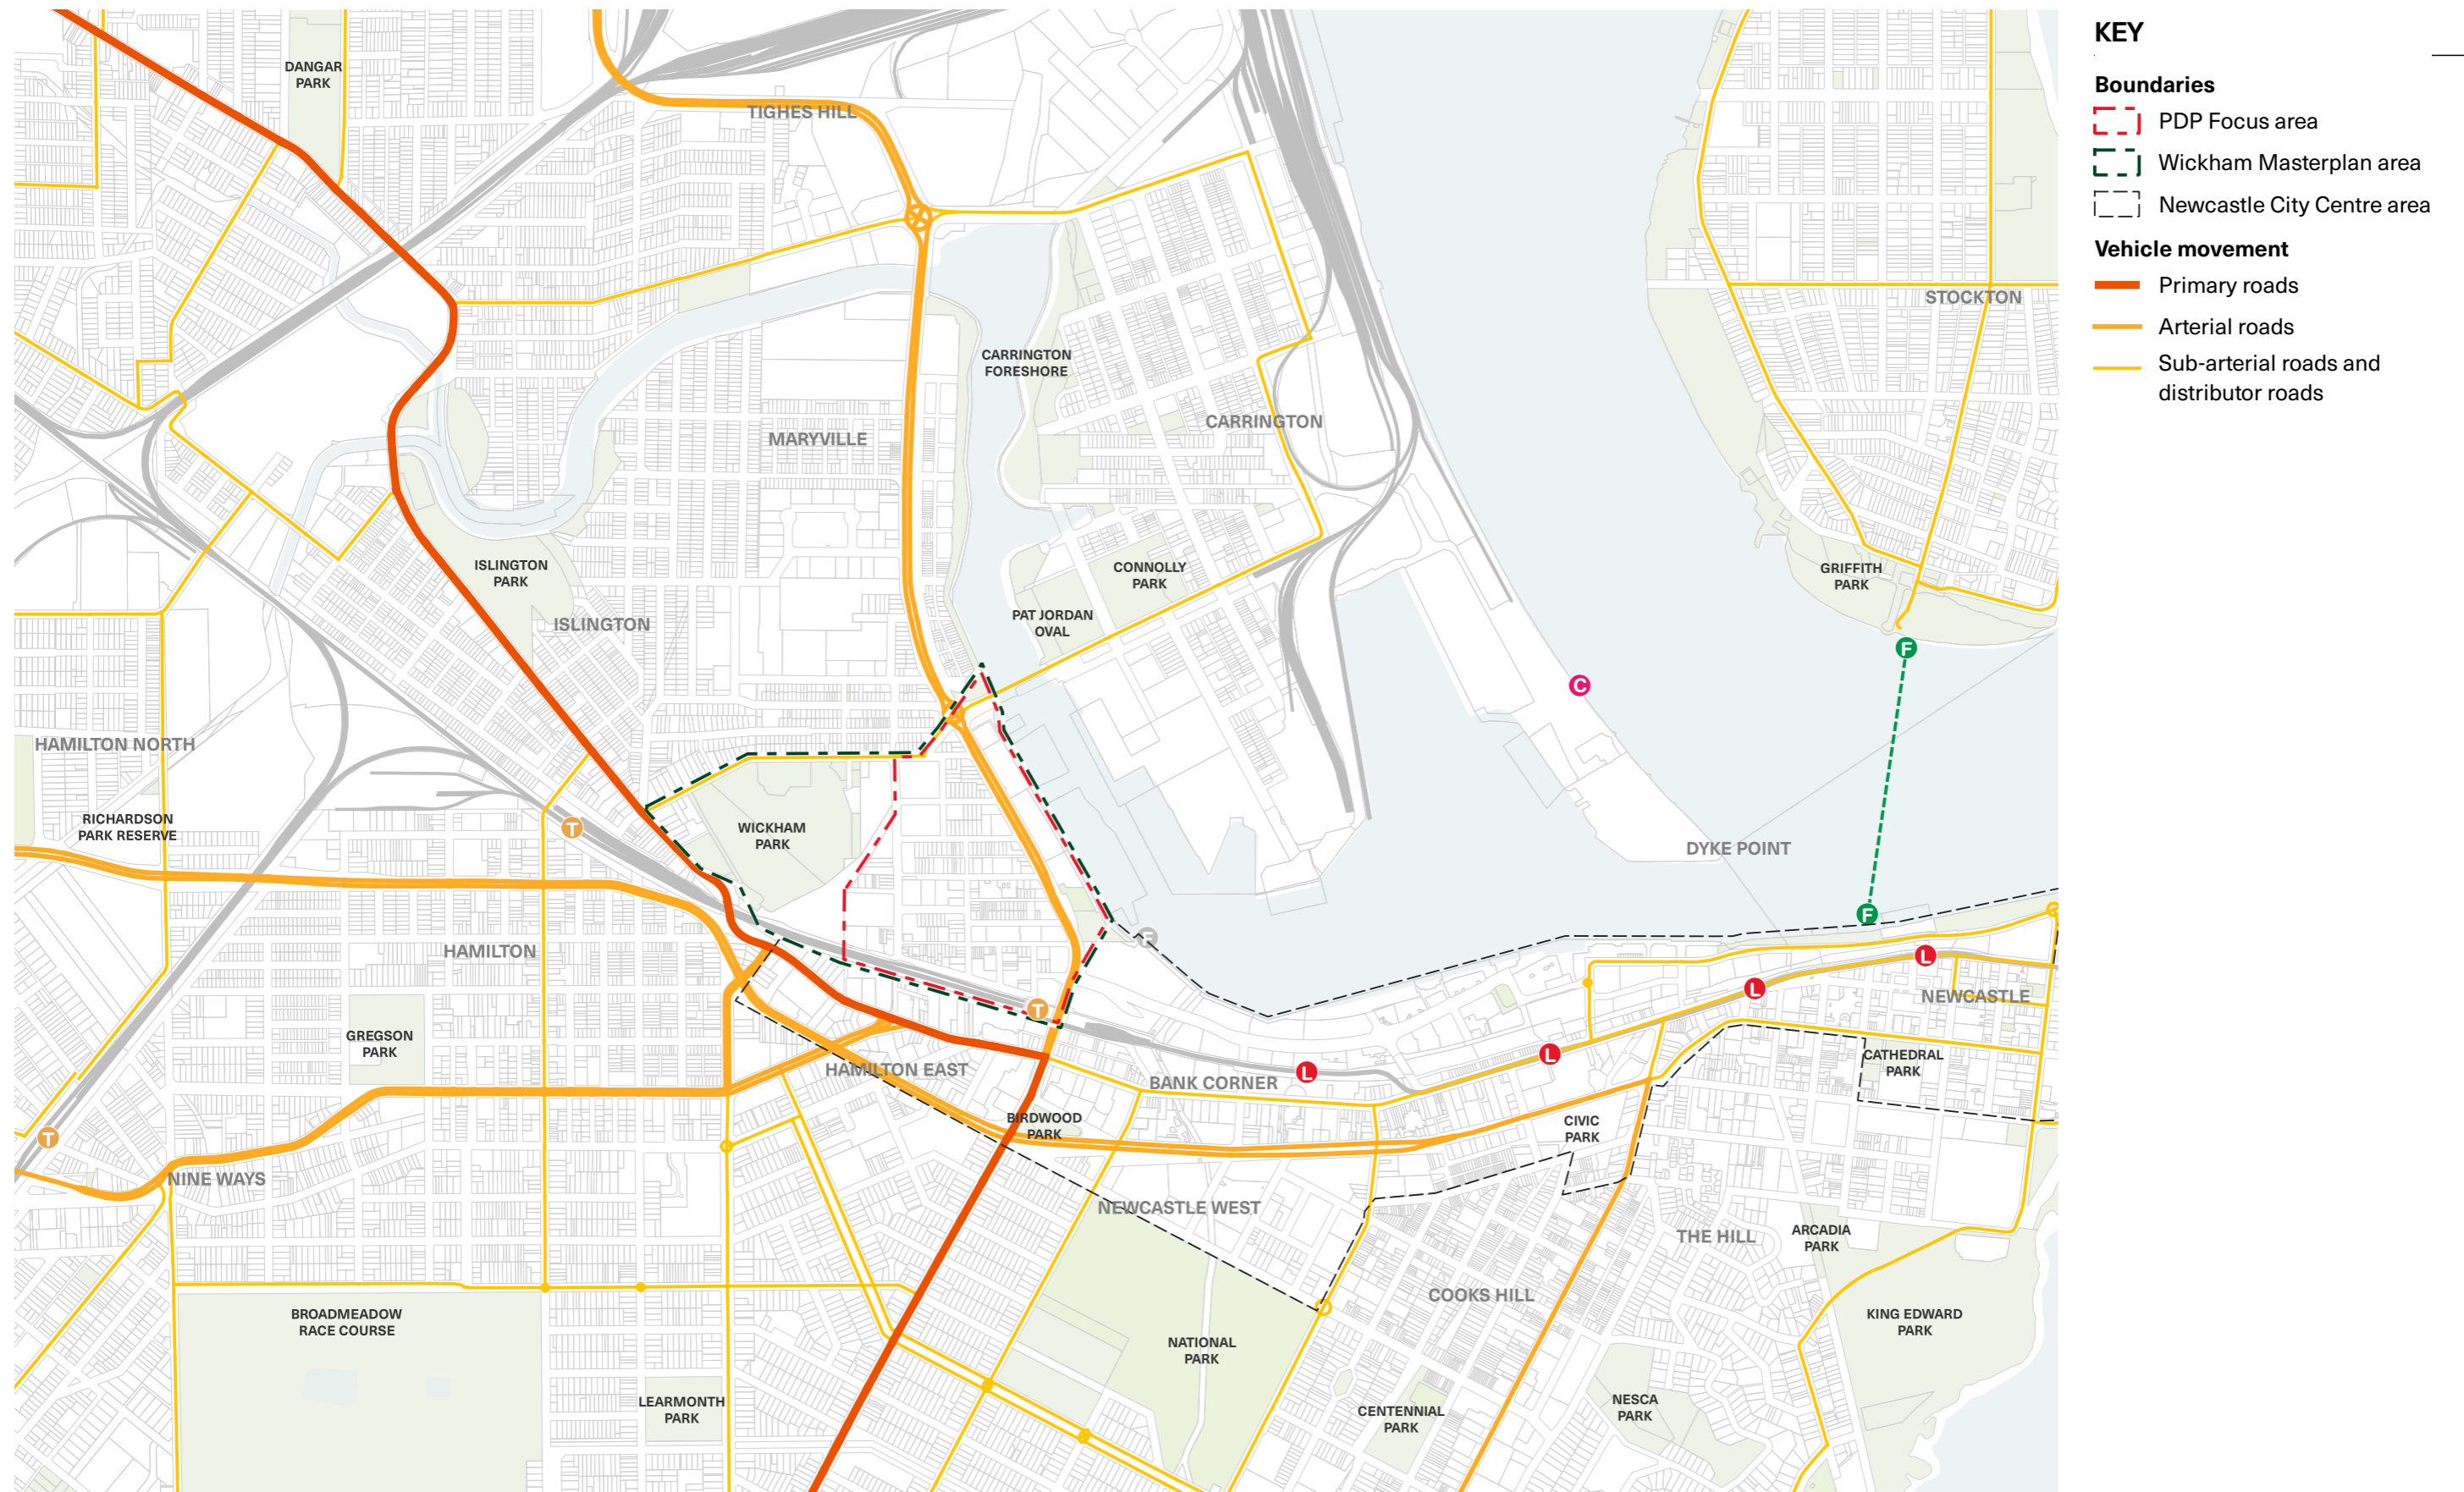 KEY
Boundaries
PDP Focus area
Wickham Masterplan area
Newcastle City Centre area
Vehicle movement
Primary roads
Arterial roads
Sub-arterial roads and
distributor roads
DANGAR
PARK
TIGHES HILL
STOCKTON
CARRINGTON
FORESHORE
CARRINGTON
MARYVILLE
ISLINGTON
PARK
CONNOLLY
PARK
GRIFFITH
PARK
PAT JORDAN
OVAL
ISLINGTON
F
C
HAMILTON NORTH
RICHARDSON
PARK RESERVE
T
WICKHAM
PARK
DYKE POINT
F
F
HAMILTON
L
L
NEWCASTLE
T
GREGSON
PARK
HAMILTON EAST
L
L
BANK CORNER
CATHEDRAL
PARK
BIRDWOOD
PARK
CIVIC
PARK
T
NINE WAYS
NEWCASTLE WEST
THE HILL
ARCADIA
PARK
COOKS HILL
BROADMEADOW
RACE COURSE
KING EDWARD
PARK
NATIONAL
PARK
LEARMONTH
PARK
CENTENNIAL
PARK
NESCA
PARK